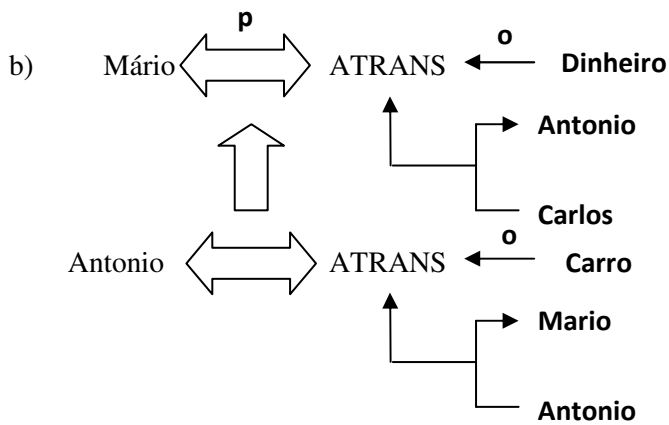 p
b) Mário ATRANS o Dinheiro
Antonio
Carlos
Antonio ATRANS o Carro
Mario
Antonio